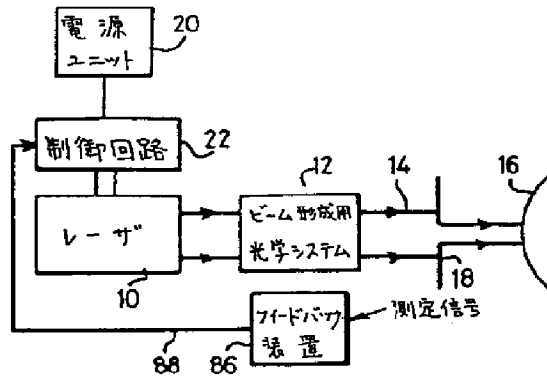 電源
ユニット
20
制御回路
22
レーザ
10
12
ビーム形成用
光学システム
14
16
18
フィードバック
装置
測定信号
88
86